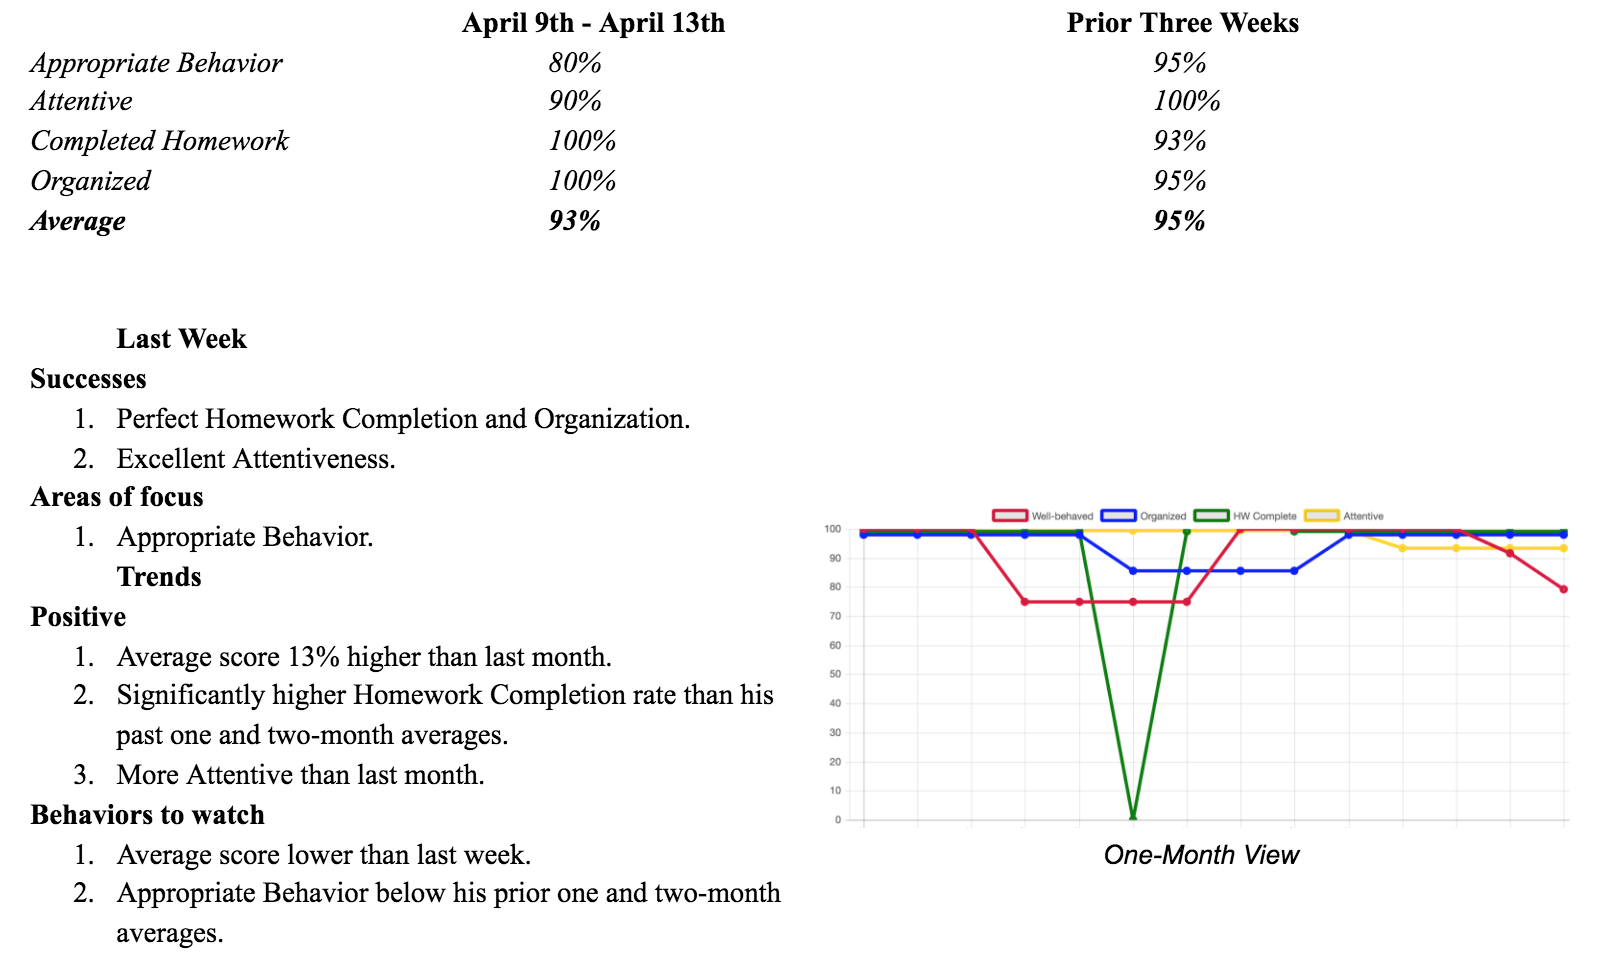 April 9th - April 13th Prior Three Weeks
Appropriate Behavior 80% 95%
Attentive 90% 100%
Completed Homework 100% 93%
Organized 100% 95%
Average 93% 95%
Last Week
Successes
1. Perfect Homework Completion and Organization.
2. Excellent Attentiveness.
Areas of focus
1. Appropriate Behavior.
Trends
Positive
1. Average score 13% higher than last month.
2. Significantly higher Homework Completion rate than his
past one and two-month averages.
3. More Attentive than last month.
Behaviors to watch
1. Average score lower than last week.
2. Appropriate Behavior below his prior one and two-month
averages.
Well-behaved Organized HW Complete Attentive
100
90
80
70
60
50
40
30
20
10
0
One-Month View